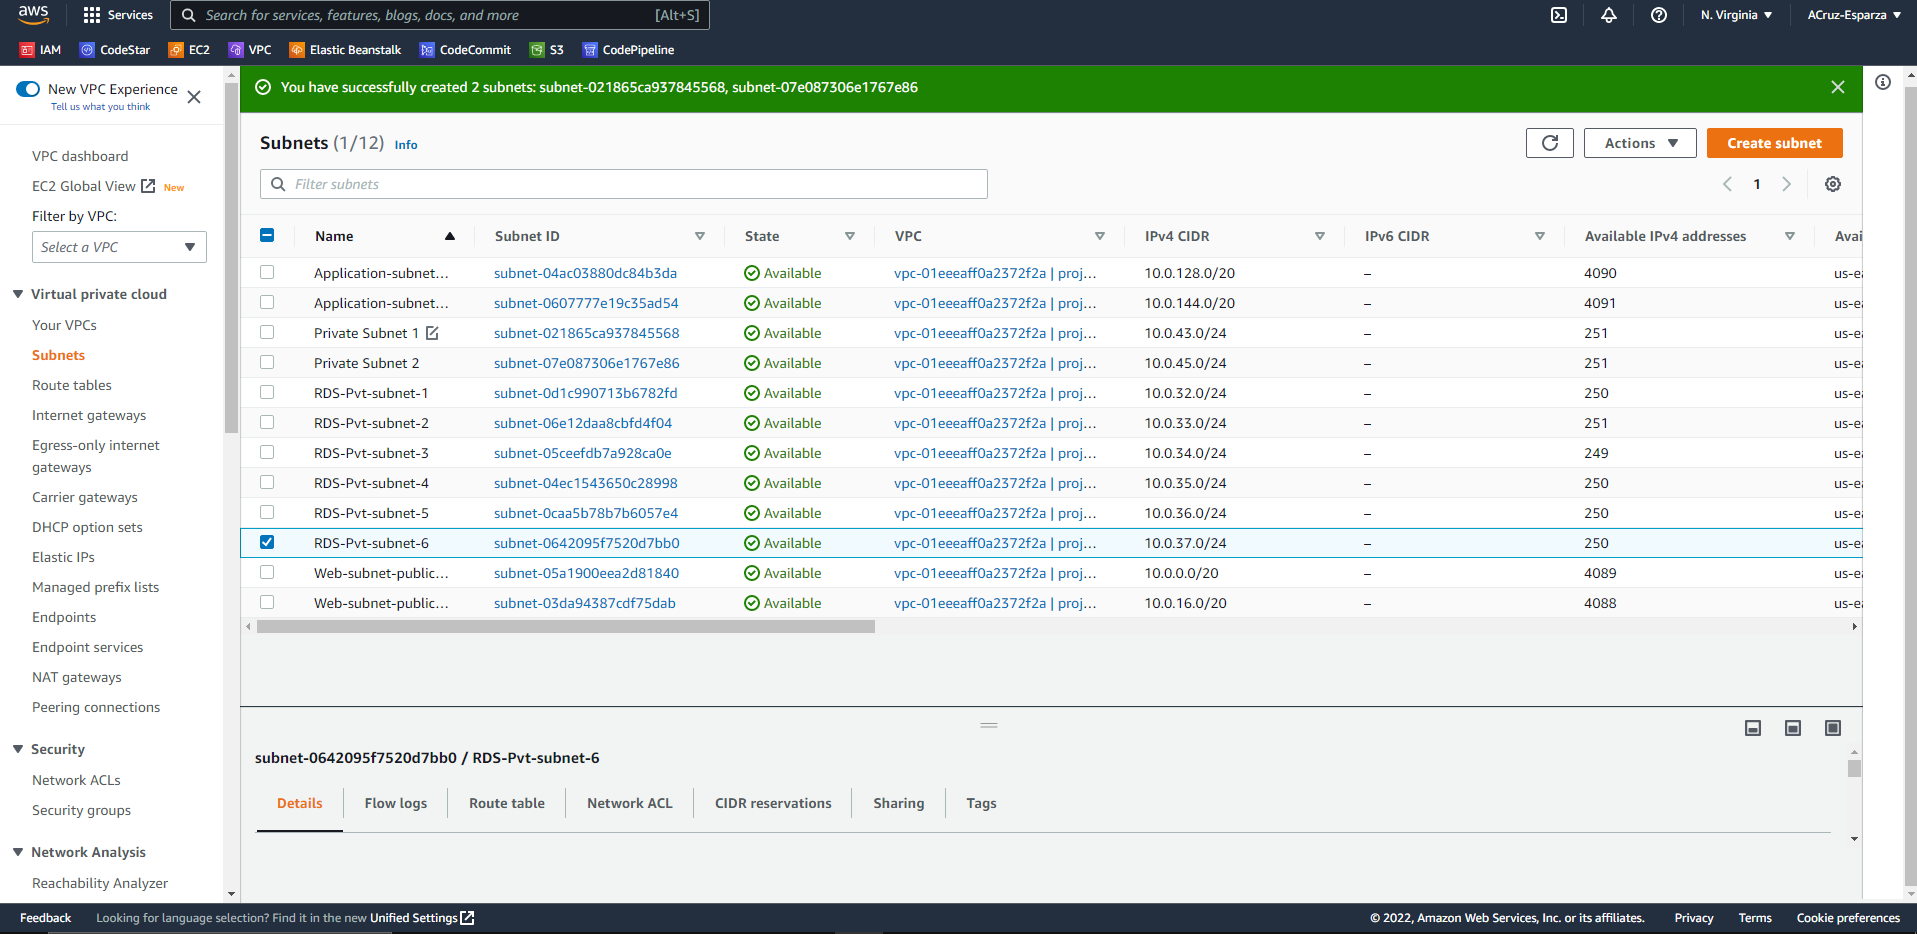 aws Services Search for services, features, blogs, docs, and more [Alt+S] N. Virginia ACruz-Esparza
IAM CodeStar EC2 VPC Elastic Beanstalk CodeCommit S3 CodePipeline
New VPC Experience
Tell us what you think
VPC dashboard
EC2 Global View New
Filter by VPC:
Select a VPC
Virtual private cloud
Your VPCs
Subnets
Route tables
Internet gateways
Egress-only internet
gateways
Carrier gateways
DHCP option sets
Elastic IPs
Managed prefix lists
Endpoints
Endpoint services
NAT gateways
Peering connections
Security
Network ACLs
Security groups
Network Analysis
Reachability Analyzer
You have successfully created 2 subnets: subnet-021865ca937845568, subnet-07e087306e1767e86
Subnets (1/12) Info
Actions Create subnet
Filter subnets
1
Name Subnet ID State VPC IPv4 CIDR IPv6 CIDR Available IPv4 addresses Avai
Application-subnet... subnet-04ac03880dc84b3da Available vpc-01eeeaff0a2372f2a | proj... 10.0.128.0/20 – 4090 us-ea
Application-subnet... subnet-0607777e19c35ad54 Available vpc-01eeeaff0a2372f2a | proj... 10.0.144.0/20 – 4091 us-ea
Private Subnet 1 subnet-021865ca937845568 Available vpc-01eeeaff0a2372f2a | proj... 10.0.43.0/24 – 251 us-ea
Private Subnet 2 subnet-07e087306e1767e86 Available vpc-01eeeaff0a2372f2a | proj... 10.0.45.0/24 – 251 us-ea
RDS-Pvt-subnet-1 subnet-0d1c990713b6782fd Available vpc-01eeeaff0a2372f2a | proj... 10.0.32.0/24 – 250 us-ea
RDS-Pvt-subnet-2 subnet-06e12daa8cbfd4f04 Available vpc-01eeeaff0a2372f2a | proj... 10.0.33.0/24 – 251 us-ea
RDS-Pvt-subnet-3 subnet-05ceefdb7a928ca0e Available vpc-01eeeaff0a2372f2a | proj... 10.0.34.0/24 – 249 us-ea
RDS-Pvt-subnet-4 subnet-04ec1543650c28998 Available vpc-01eeeaff0a2372f2a | proj... 10.0.35.0/24 – 250 us-ea
RDS-Pvt-subnet-5 subnet-0caa5b78b7b6057e4 Available vpc-01eeeaff0a2372f2a | proj... 10.0.36.0/24 – 250 us-ea
RDS-Pvt-subnet-6 subnet-0642095f7520d7bb0 Available vpc-01eeeaff0a2372f2a | proj... 10.0.37.0/24 – 250 us-ea
Web-subnet-public... subnet-05a1900eea2d81840 Available vpc-01eeeaff0a2372f2a | proj... 10.0.0.0/20 – 4089 us-ea
Web-subnet-public... subnet-03da94387cdf75dab Available vpc-01eeeaff0a2372f2a | proj... 10.0.16.0/20 – 4088 us-ea
subnet-0642095f7520d7bb0 / RDS-Pvt-subnet-6
Details Flow logs Route table Network ACL CIDR reservations Sharing Tags
Feedback Looking for language selection? Find it in the new Unified Settings © 2022, Amazon Web Services, Inc. or its affiliates. Privacy Terms Cookie preferences